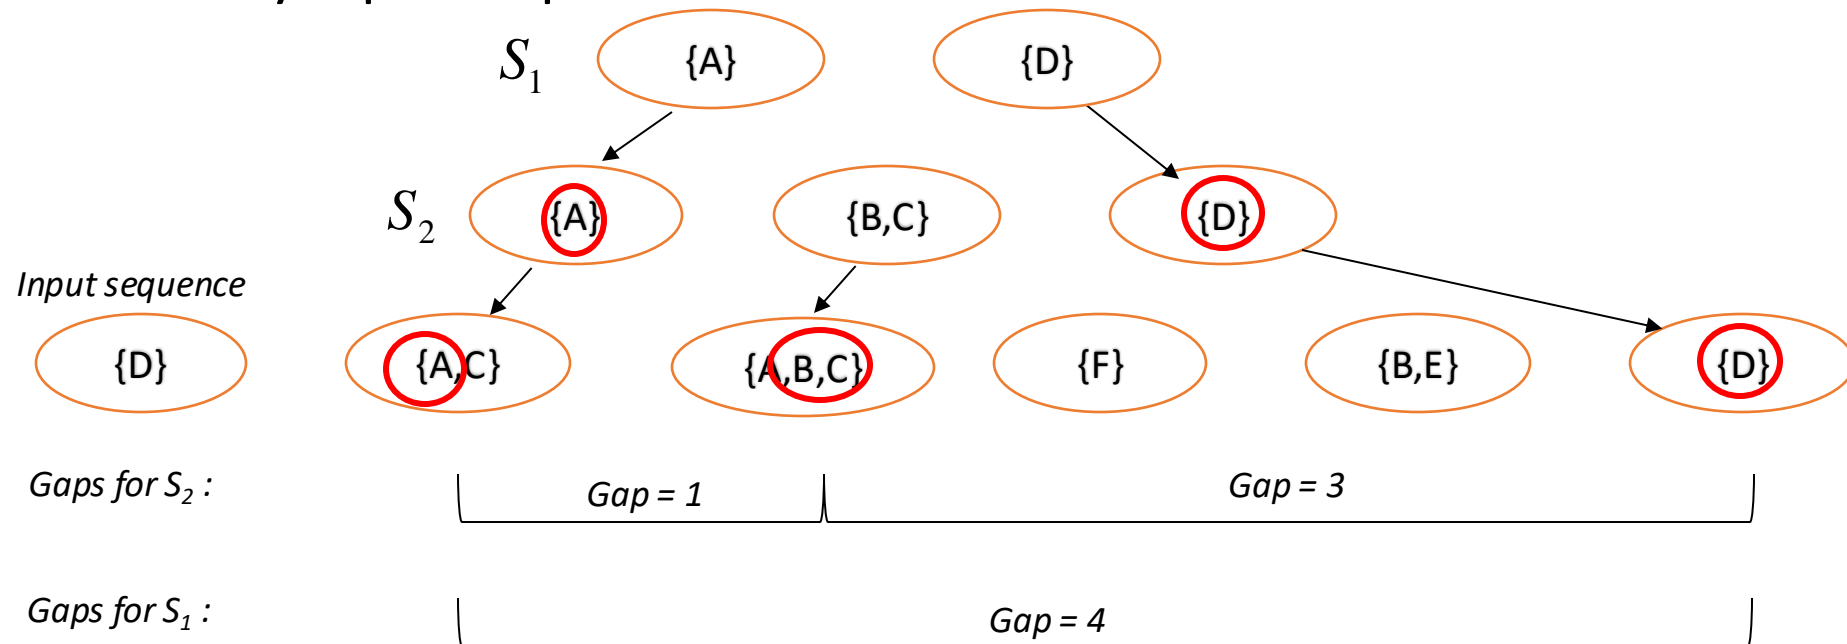 S1 {A} {D}
S2 {A} {B,C} {D}
Input sequence
{D} {A,C} {A,B,C} {F} {B,E} {D}
Gaps for S2 : Gap = 1 Gap = 3
Gaps for S1 : Gap = 4